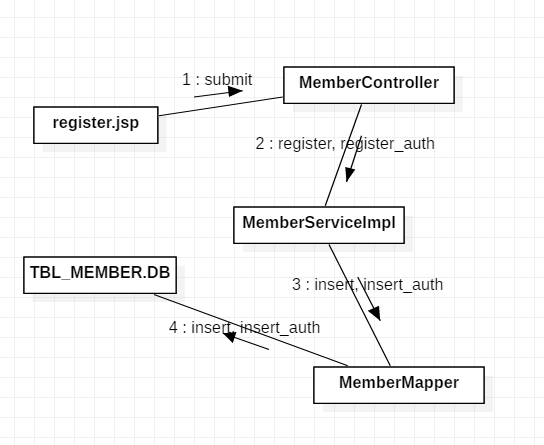 1 : submit
MemberController
register.jsp
2 : register, register_auth
MemberServiceImpl
TBL_MEMBER.DB
3 : insert, insert_auth
4 : insert, insert_auth
MemberMapper